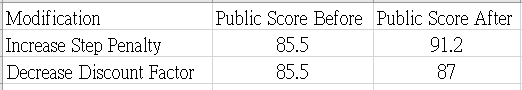 Modification Public Score Before Public Score After
Increase Step Penalty 85.5 91.2
Decrease Discount Factor 85.5 87